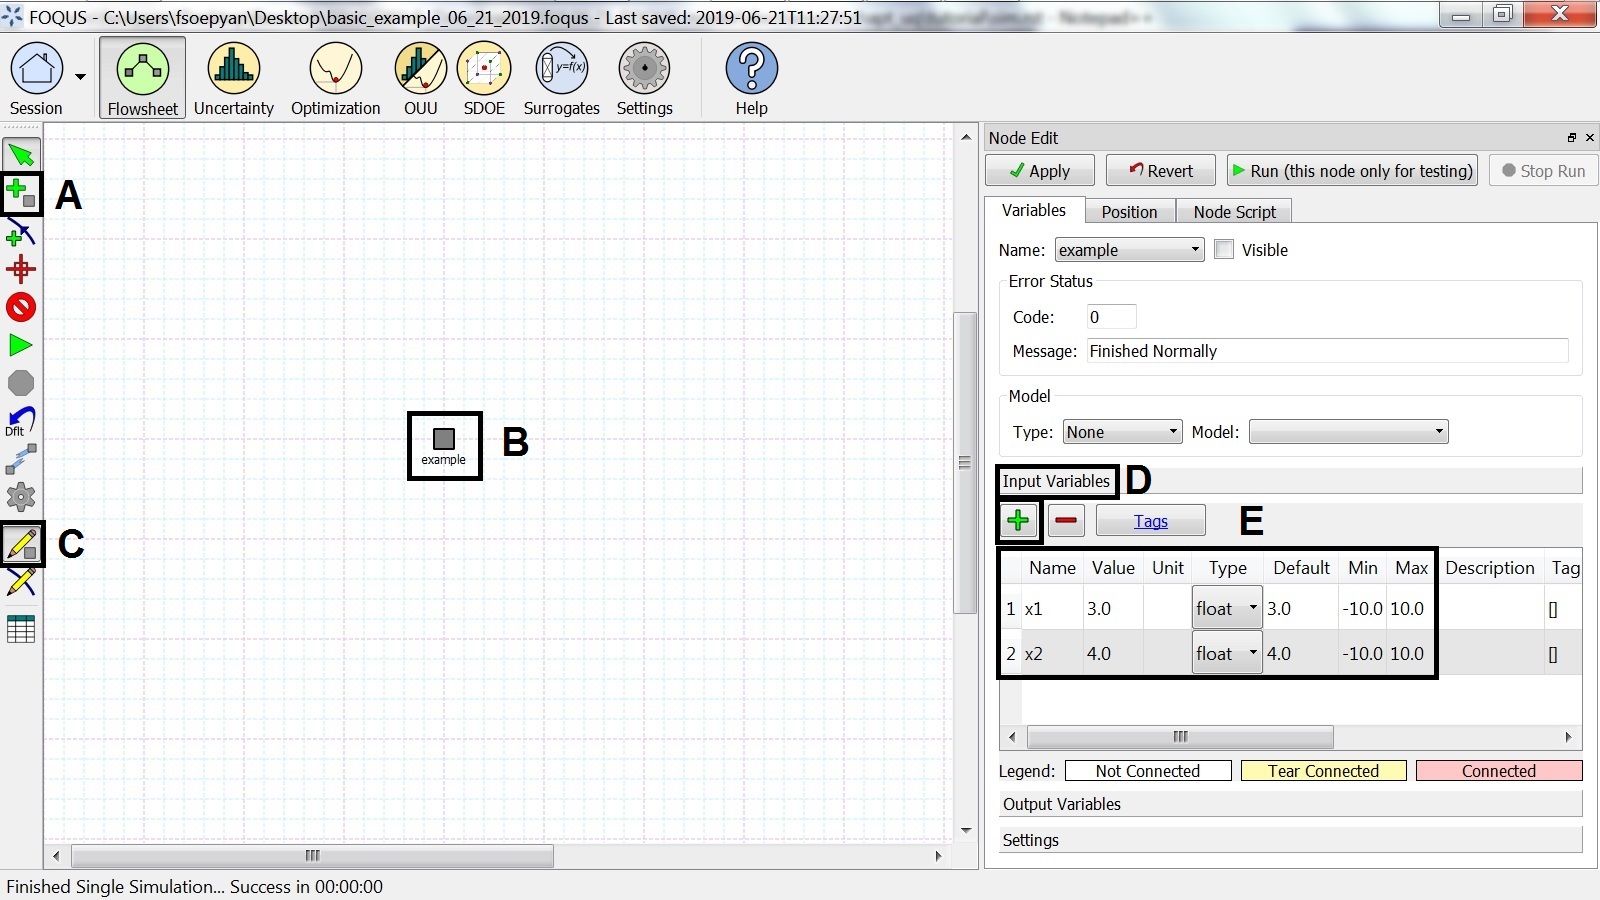 FOQUS - C:\Users\fsoepyan\Desktop\basic_example_06_21_2019.foqus - Last saved: 2019-06-21T11:27:51
Session Flowsheet Uncertainty Optimization OUU SDOE y=f(x) Surrogates Settings Help
A
Dflt
C
example
B
Node Edit
Apply Revert Run (this node only for testing) Stop Run
Variables Position Node Script
Name: example Visible
Error Status
Code: 0
Message: Finished Normally
Model
Type: None Model:
Input Variables D
Tags E
Name Value Unit Type Default Min Max Description Tag
1 x1 3.0 float 3.0 -10.0 10.0 []
2 x2 4.0 float 4.0 -10.0 10.0 []
Legend: Not Connected Tear Connected Connected
Output Variables
Settings
Finished Single Simulation... Success in 00:00:00